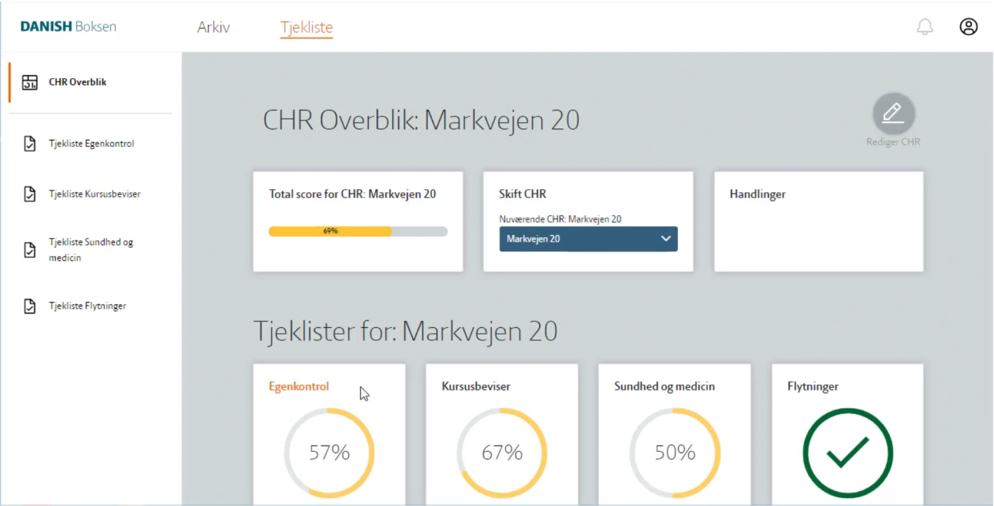 DANISH Boksen
Arkiv
Tjekliste
CHR Overblik
Tjekliste Egenkontrol
Tjekliste Kursusbeviser
Tjekliste Sundhed og
medicin
Tjekliste Flytninger
CHR Overblik: Markvejen 20
Rediger CHR
Total score for CHR: Markvejen 20
69%
Skift CHR
Nuværende CHR: Markvejen 20
Markvejen 20
Handlinger
Tjeklister for: Markvejen 20
Egenkontrol
57%
Kursusbeviser
67%
Sundhed og medicin
50%
Flytninger